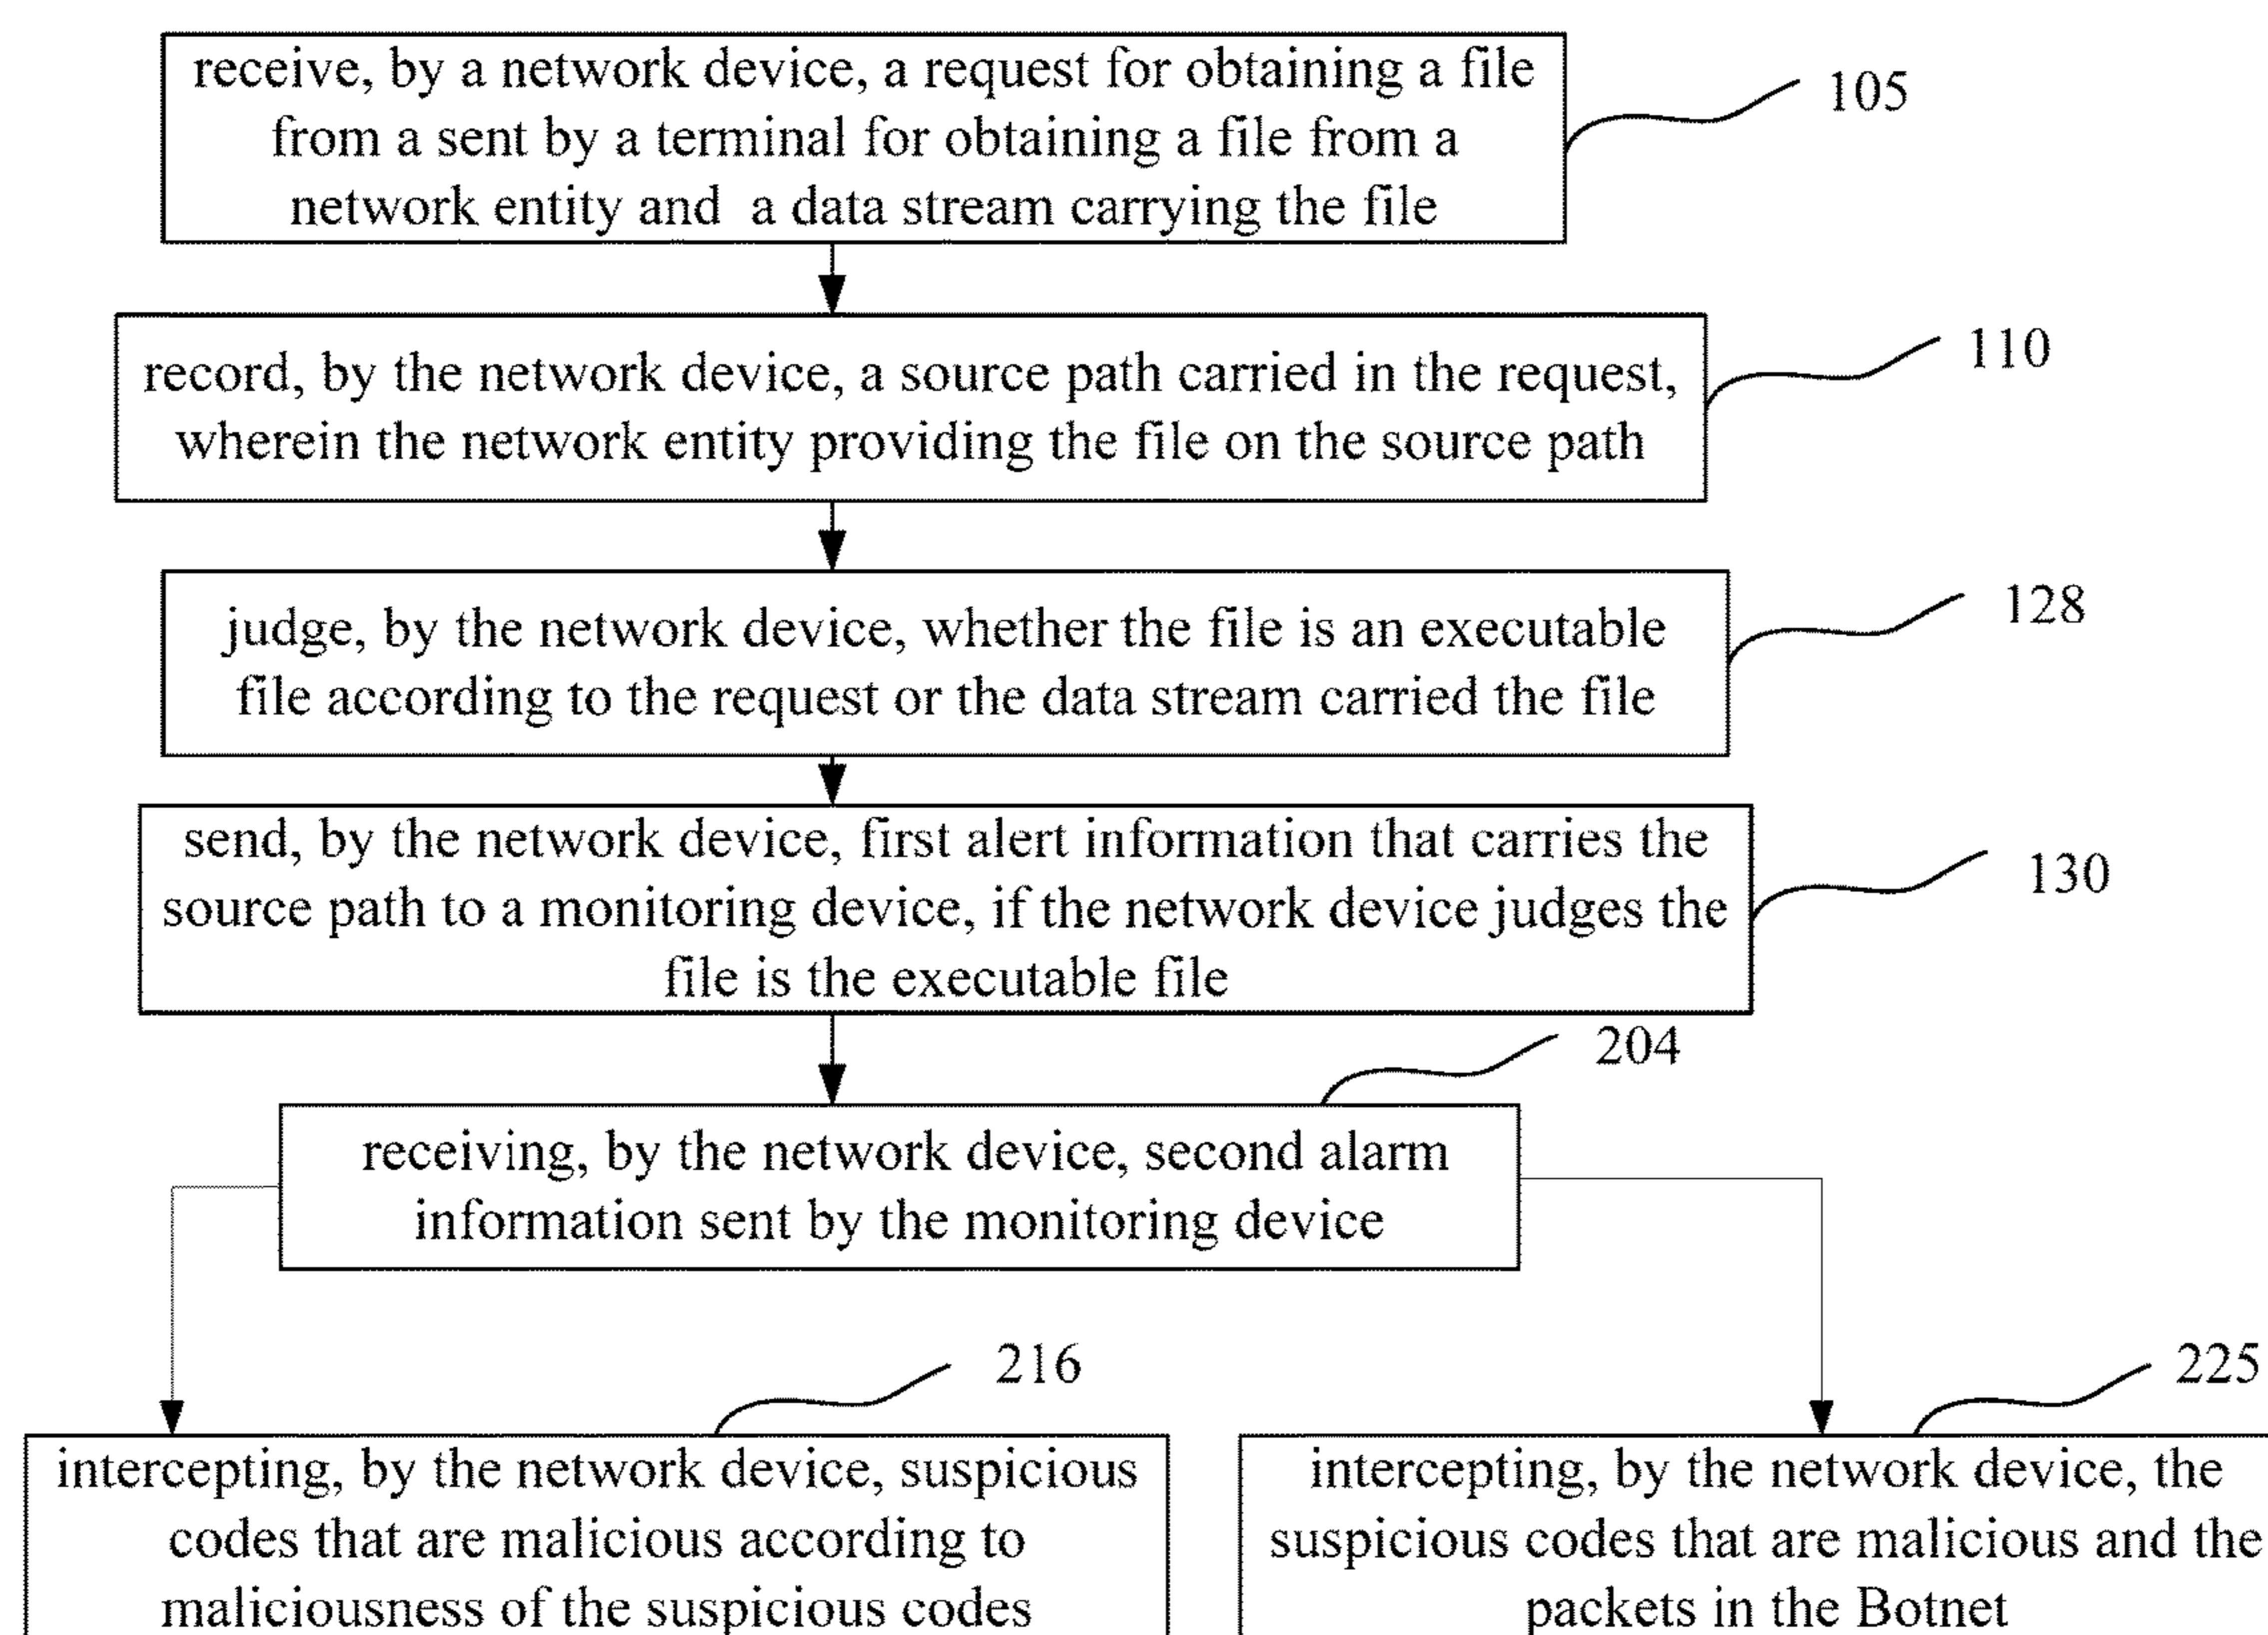 receive, by a network device, a request for obtaining a file
from a sent by a terminal for obtaining a file from a
network entity and a data stream carrying the file
105
record, by the network device, a source path carried in the request,
wherein the network entity providing the file on the source path
110
judge, by the network device, whether the file is an executable
file according to the request or the data stream carried the file
128
send, by the network device, first alert information that carries the
source path to a monitoring device, if the network device judges the
file is the executable file
130
204
receiving, by the network device, second alarm
information sent by the monitoring device
216
intercepting, by the network device, suspicious
codes that are malicious according to
maliciousness of the suspicious codes
225
intercepting, by the network device, the
suspicious codes that are malicious and the
packets in the Botnet